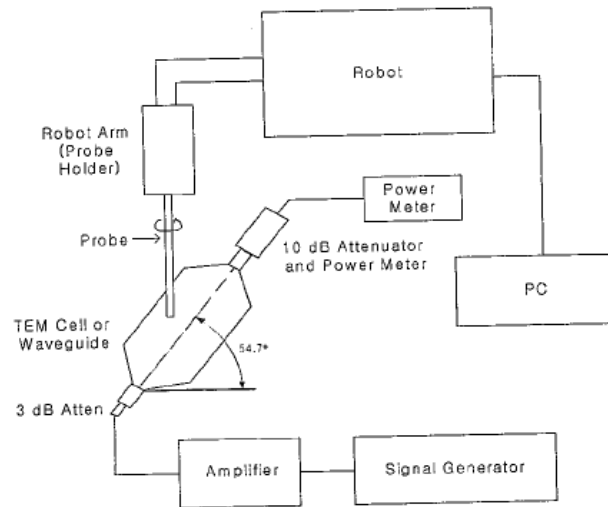 Robot
Robot Arm
(Probe
Holder)
Power
Meter
Probe
10 dB Attenuator
and Power Meter
PC
TEM Cell or
Waveguide
54.7°
3 dB Atten
Amplifier
Signal Generator